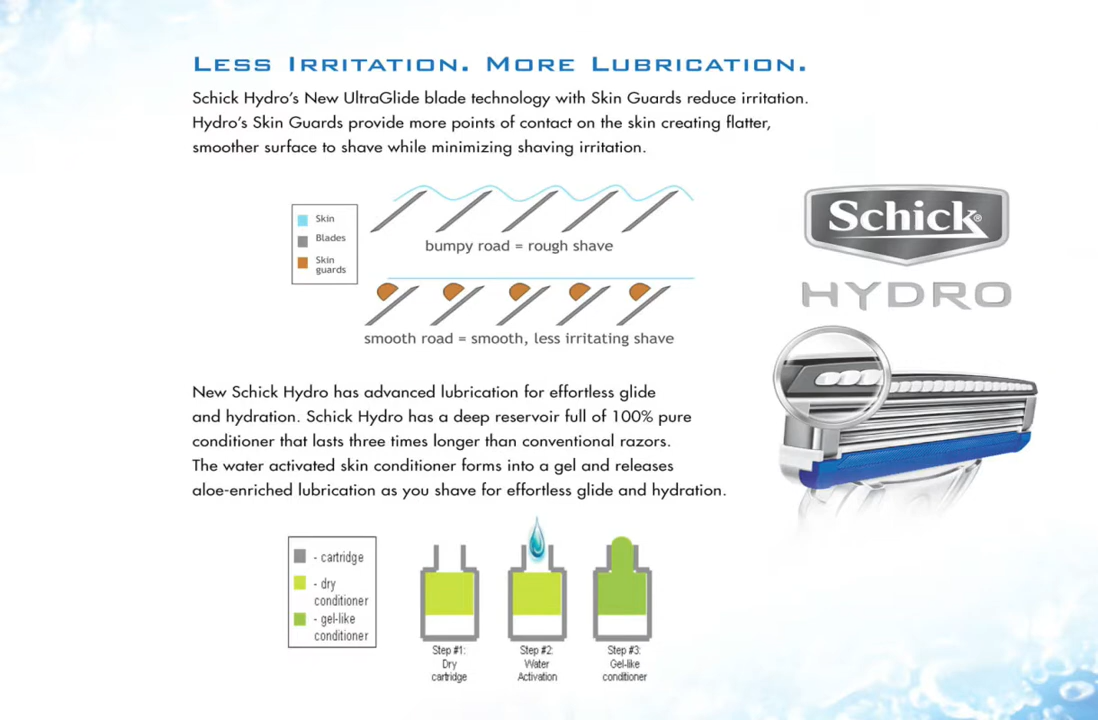 LESS IRRITATION. MORE LUBRICATION.
Schick Hydro's New UltraGlide blade technology with Skin Guards reduce irritation.
Hydro's Skin Guards provide more points of contact on the skin creating flatter,
smoother surface to shave while minimizing shaving irritation.
Skin
Blades
Skin
guards
bumpy road = rough shave
smooth road = smooth, less irritating shave
Schick®
HYDRO
New Schick Hydro has advanced lubrication for effortless glide
and hydration. Schick Hydro has a deep reservoir full of 100% pure
conditioner that lasts three times longer than conventional razors.
The water activated skin conditioner forms into a gel and releases
aloe-enriched lubrication as you shave for effortless glide and hydration.
- cartridge
- dry
conditioner
- gel-like
conditioner
Step #1:
Dry
cartridge
Step #2:
Water
Activation
Step #3:
Gel-like
conditioner